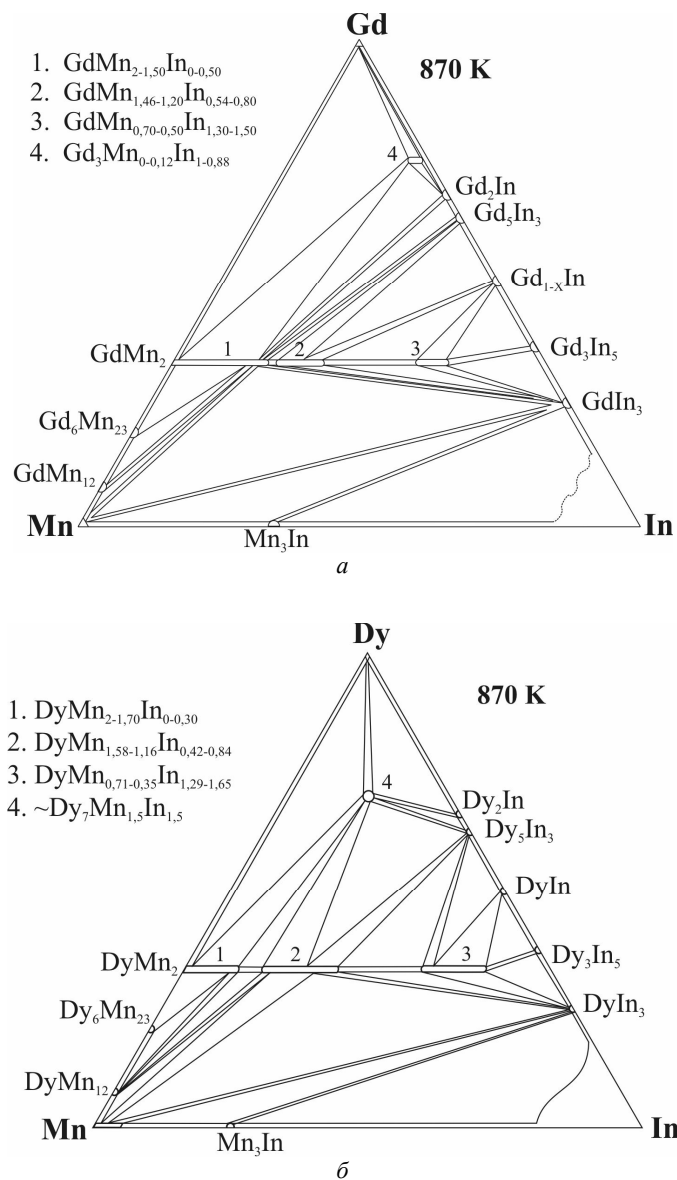 Gd
870 K
1. GdMn2-1,50In0-0,50
2. GdMn1,46-1,20In0,54-0,80
3. GdMn0,70-0,50In1,30-1,50
4. Gd3Mn0-0,12In1-0,88
4
Gd2In
Gd5In3
Gd1-XIn
GdMn2
1
2
3
Gd3In5
GdIn3
Gd6Mn23
GdMn12
Mn
In
Mn3In
а
Dy
870 K
1. DyMn2-1,70In0-0,30
2. DyMn1,58-1,16In0,42-0,84
3. DyMn0,71-0,35In1,29-1,65
4. ~Dy7Mn1,5In1,5
4
Dy2In
Dy5In3
DyIn
DyMn2
1
2
3
Dy3In5
DyIn3
Dy6Mn23
DyMn12
Mn
In
Mn3In
б